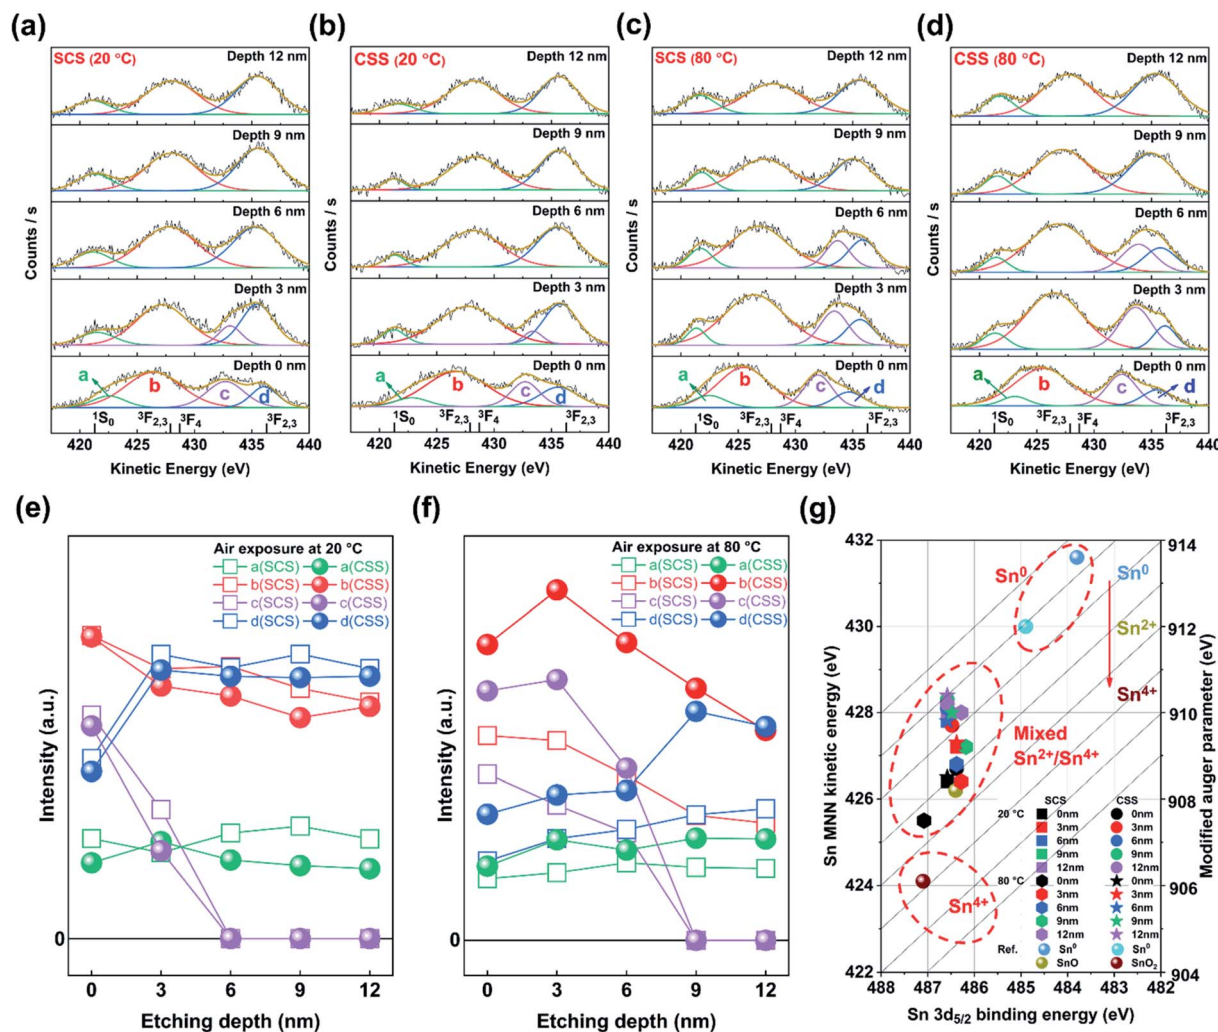 (a)
SCS (20 °C)
Depth 12 nm
Depth 9 nm
Depth 6 nm
Depth 3 nm
Depth 0 nm
a
b
c
d
¹S₀
³F₂,₃
³F₄
³F₂,₃
420 425 430 435 440
Kinetic Energy (eV)
Counts / s
(b)
CSS (20 °C)
Depth 12 nm
Depth 9 nm
Depth 6 nm
Depth 3 nm
Depth 0 nm
a
b
c
d
¹S₀
³F₂,₃
³F₄
³F₂,₃
420 425 430 435 440
Kinetic Energy (eV)
Counts / s
(c)
SCS (80 °C)
Depth 12 nm
Depth 9 nm
Depth 6 nm
Depth 3 nm
Depth 0 nm
a
b
c
d
¹S₀
³F₂,₃
³F₄
³F₂,₃
420 425 430 435 440
Kinetic Energy (eV)
Counts / s
(d)
CSS (80 °C)
Depth 12 nm
Depth 9 nm
Depth 6 nm
Depth 3 nm
Depth 0 nm
a
b
c
d
¹S₀
³F₂,₃
³F₄
³F₂,₃
420 425 430 435 440
Kinetic Energy (eV)
Counts / s
(e)
Air exposure at 20 °C
a(SCS) a(CSS)
b(SCS) b(CSS)
c(SCS) c(CSS)
d(SCS) d(CSS)
Intensity (a.u.)
0
0 3 6 9 12
Etching depth (nm)
(f)
Air exposure at 80 °C
a(SCS) a(CSS)
b(SCS) b(CSS)
c(SCS) c(CSS)
d(SCS) d(CSS)
Intensity (a.u.)
0
0 3 6 9 12
Etching depth (nm)
(g)
432
430
428
426
424
422
Sn MNN kinetic energy (eV)
914
912
910
908
906
904
Modified auger parameter (eV)
Sn⁰
Sn⁰
Sn²⁺
Sn⁴⁺
Mixed
Sn²⁺/Sn⁴⁺
Sn⁴⁺
SCS CSS
20 °C 0nm 0nm
3nm 3nm
6nm 6nm
9nm 9nm
12nm 12nm
80 °C 0nm 0nm
3nm 3nm
6nm 6nm
9nm 9nm
12nm 12nm
Ref. Sn⁰ Sn⁰
SnO SnO₂
488 487 486 485 484 483 482
Sn 3d₅/₂ binding energy (eV)